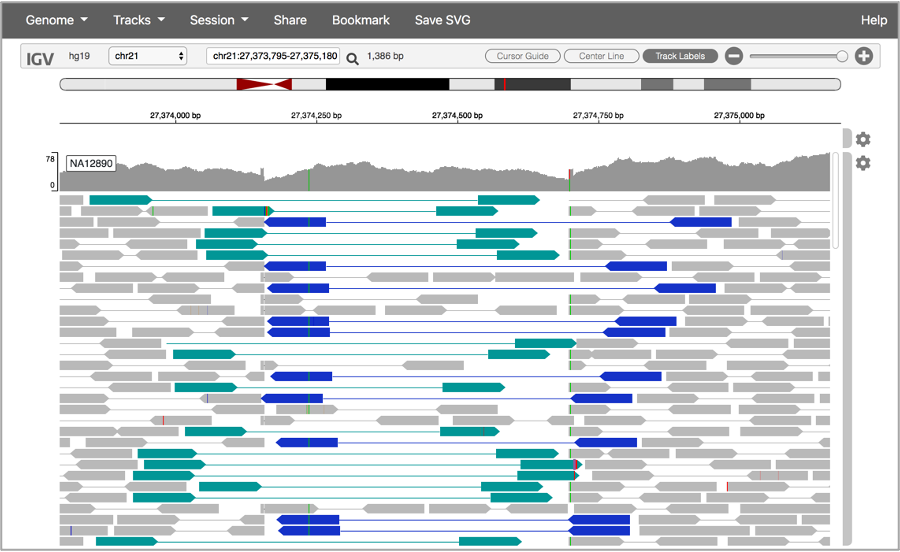 Genome Tracks Session Share Bookmark Save SVG Help
IGV hg19 chr21 chr21:27,373,795-27,375,180 1,386 bp Cursor Guide Center Line Track Labels
27,374,000 bp 27,374,250 bp 27,374,500 bp 27,374,750 bp 27,375,000 bp
78
NA12890
0